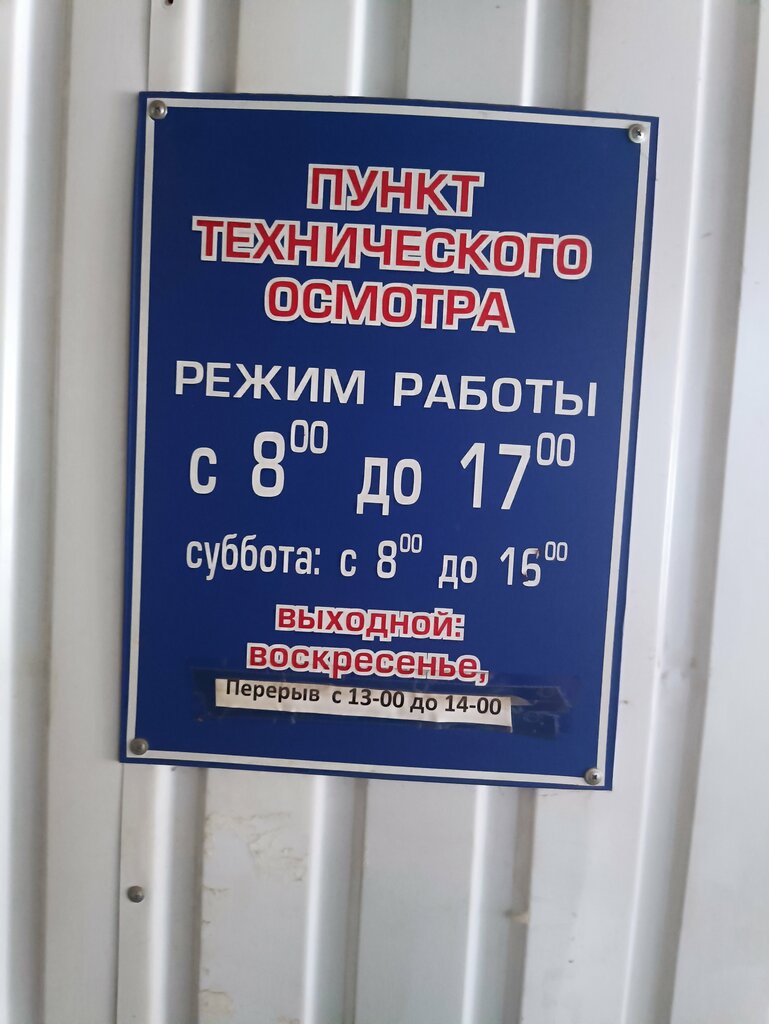 ПУНКТ
ТЕХНИЧЕСКОГО
ОСМОТРА
РЕЖИМ РАБОТЫ
с 8⁰⁰ до 17⁰⁰
суббота: с 8⁰⁰ до 16⁰⁰
выходной:
воскресенье,
Перерыв с 13-00 до 14-00